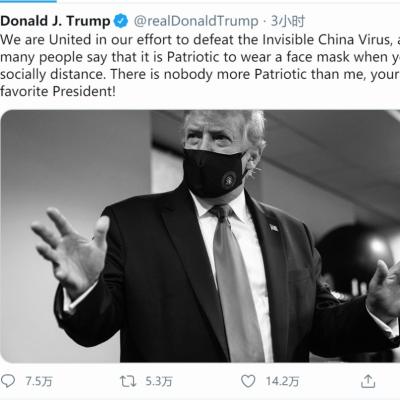 Donald J. Trump @realDonaldTrump · 3小时
We are United in our effort to defeat the Invisible China Virus,
many people say that it is Patriotic to wear a face mask when
socially distance. There is nobody more Patriotic than me, your
favorite President!
7.5万 5.3万 14.2万